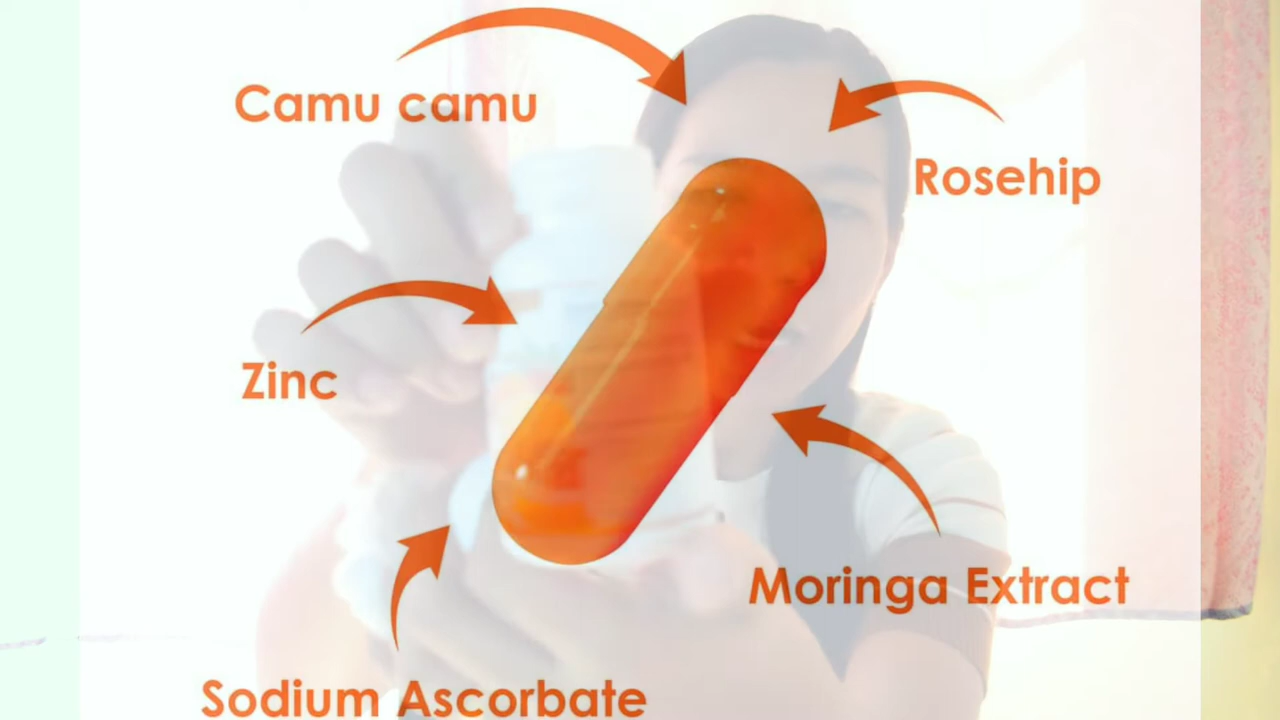 Camu camu
Rosehip
Zinc
Moringa Extract
Sodium Ascorbate